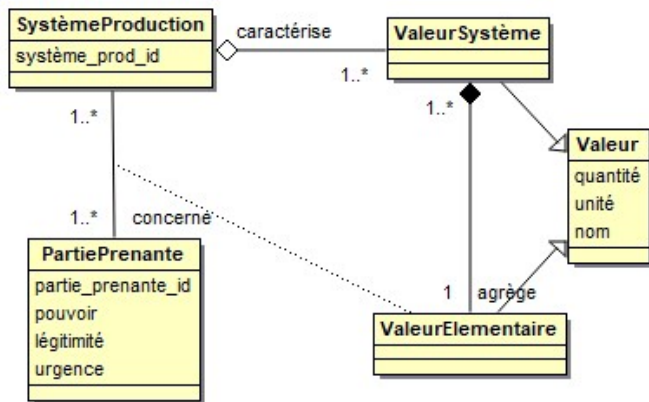 SystèmeProduction
système_prod_id
caractérise
1..*
ValeurSystème
1..*
1..*
Valeur
quantité
unité
nom
1..*
concerne
PartiePrenante
partie_prenante_id
pouvoir
légitimité
urgence
1
agrège
ValeurElementaire